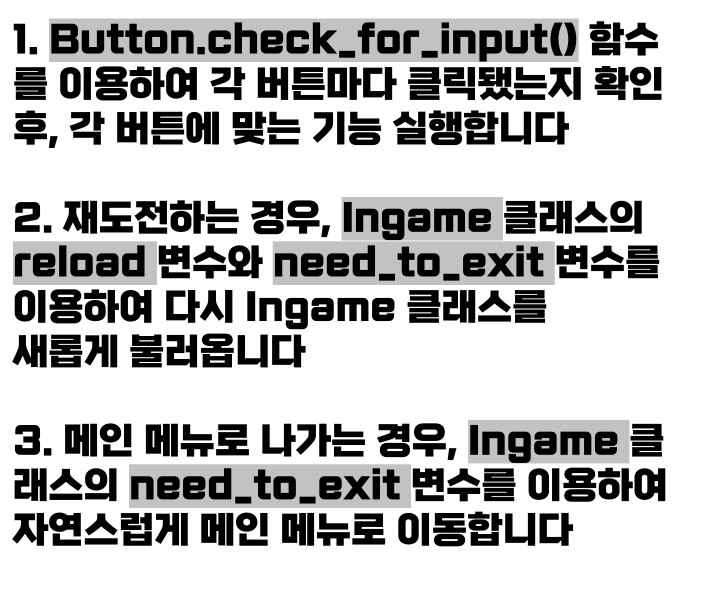 1. Button.check_for_input() 함수
를 이용하여 각 버튼마다 클릭됐는지 확인
후, 각 버튼에 맞는 기능 실행합니다
2. 재도전하는 경우, Ingame 클래스의
reload 변수와 need_to_exit 변수를
이용하여 다시 Ingame 클래스를
새롭게 불러옵니다
3. 메인 메뉴로 나가는 경우, Ingame 클
래스의 need_to_exit 변수를 이용하여
자연스럽게 메인 메뉴로 이동합니다